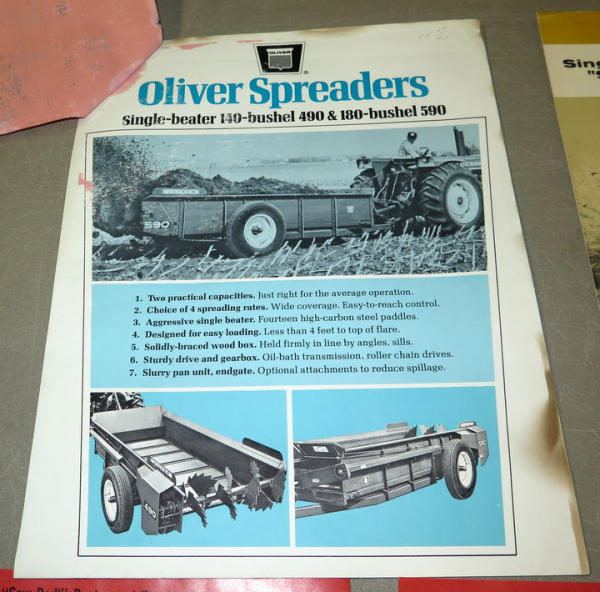 OLIVER
®
Oliver Spreaders
Single-beater 140-bushel 490 & 180-bushel 590
590
1. Two practical capacities. Just right for the average operation.
2. Choice of 4 spreading rates. Wide coverage. Easy-to-reach control.
3. Aggressive single beater. Fourteen high-carbon steel paddles.
4. Designed for easy loading. Less than 4 feet to top of flare.
5. Solidly-braced wood box. Held firmly in line by angles, sills.
6. Sturdy drive and gearbox. Oil-bath transmission, roller chain drives.
7. Slurry pan unit, endgate. Optional attachments to reduce spillage.
490